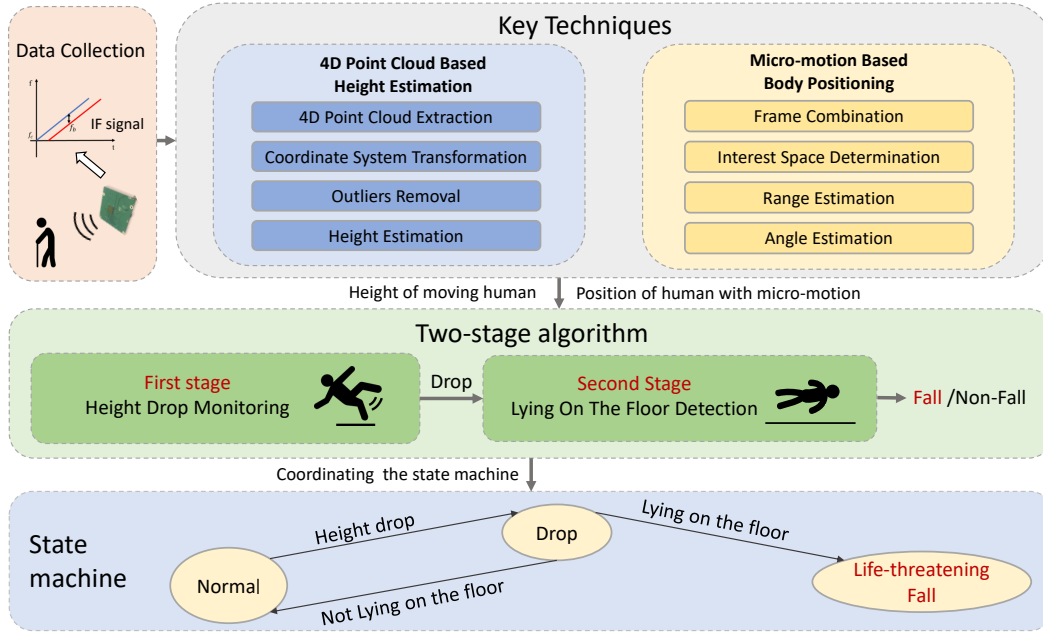 Data Collection
f
IF signal
f_b
f_c
t
Key Techniques
4D Point Cloud Based
Height Estimation
4D Point Cloud Extraction
Coordinate System Transformation
Outliers Removal
Height Estimation
Micro-motion Based
Body Positioning
Frame Combination
Interest Space Determination
Range Estimation
Angle Estimation
Height of moving human
Position of human with micro-motion
Two-stage algorithm
First stage
Height Drop Monitoring
Drop
Second Stage
Lying On The Floor Detection
Fall /Non-Fall
Coordinating the state machine
State
machine
Normal
Height drop
Not Lying on the floor
Drop
Lying on the floor
Life-threatening
Fall